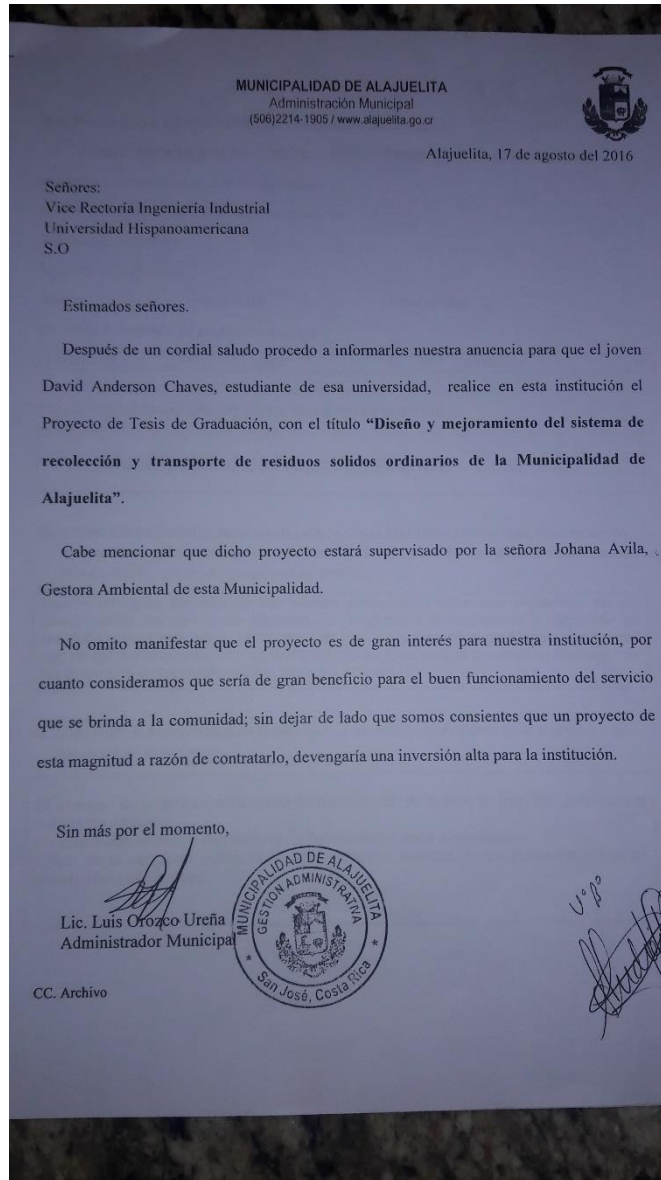 MUNICIPALIDAD DE ALAJUELITA
Administración Municipal
(506)2214-1905 / www.alajuelita.go.cr
Alajuelita, 17 de agosto del 2016
Señores:
Vice Rectoría Ingeniería Industrial
Universidad Hispanoamericana
S.O
Estimados señores.
Después de un cordial saludo procedo a informarles nuestra anuencia para que el joven
David Anderson Chaves, estudiante de esa universidad, realice en esta institución el
Proyecto de Tesis de Graduación, con el título “Diseño y mejoramiento del sistema de
recolección y transporte de residuos solidos ordinarios de la Municipalidad de
Alajuelita”.
Cabe mencionar que dicho proyecto estará supervisado por la señora Johana Avila,
Gestora Ambiental de esta Municipalidad.
No omito manifestar que el proyecto es de gran interés para nuestra institución, por
cuanto consideramos que sería de gran beneficio para el buen funcionamiento del servicio
que se brinda a la comunidad; sin dejar de lado que somos consientes que un proyecto de
esta magnitud a razón de contratarlo, devengaría una inversión alta para la institución.
Sin más por el momento,
Lic. Luis Orozco Ureña
Administrador Municipal
MUNICIPALIDAD DE ALAJUELITA
GESTION ADMINISTRATIVA
* San José, Costa Rica *
V°B°
CC. Archivo